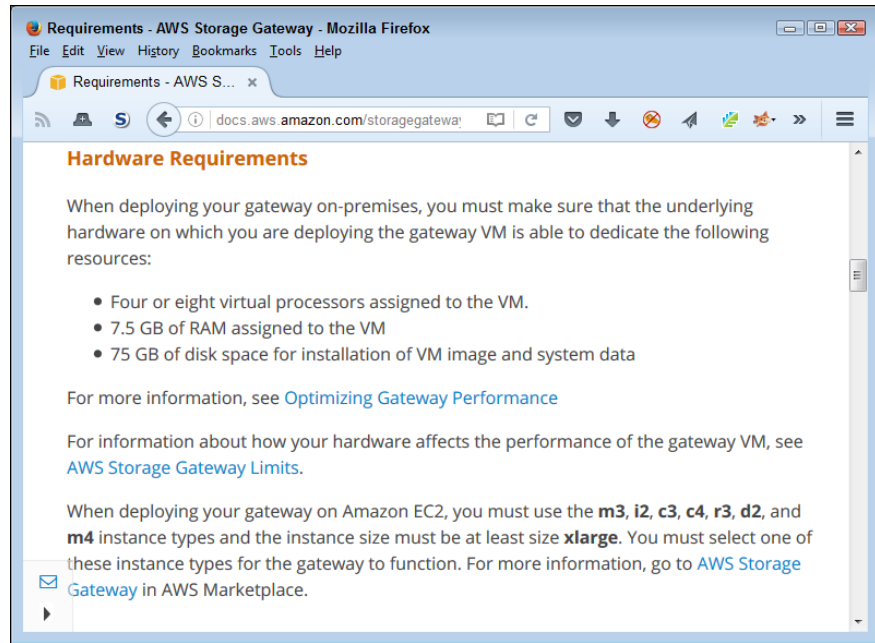 Requirements - AWS Storage Gateway - Mozilla Firefox
File Edit View History Bookmarks Tools Help
Requirements - AWS S... ×
S) i docs.aws.amazon.com/storagegateway »
Hardware Requirements
When deploying your gateway on-premises, you must make sure that the underlying
hardware on which you are deploying the gateway VM is able to dedicate the following
resources:
• Four or eight virtual processors assigned to the VM.
• 7.5 GB of RAM assigned to the VM
• 75 GB of disk space for installation of VM image and system data
For more information, see Optimizing Gateway Performance
For information about how your hardware affects the performance of the gateway VM, see
AWS Storage Gateway Limits.
When deploying your gateway on Amazon EC2, you must use the m3, i2, c3, c4, r3, d2, and
m4 instance types and the instance size must be at least size xlarge. You must select one of
these instance types for the gateway to function. For more information, go to AWS Storage
Gateway in AWS Marketplace.